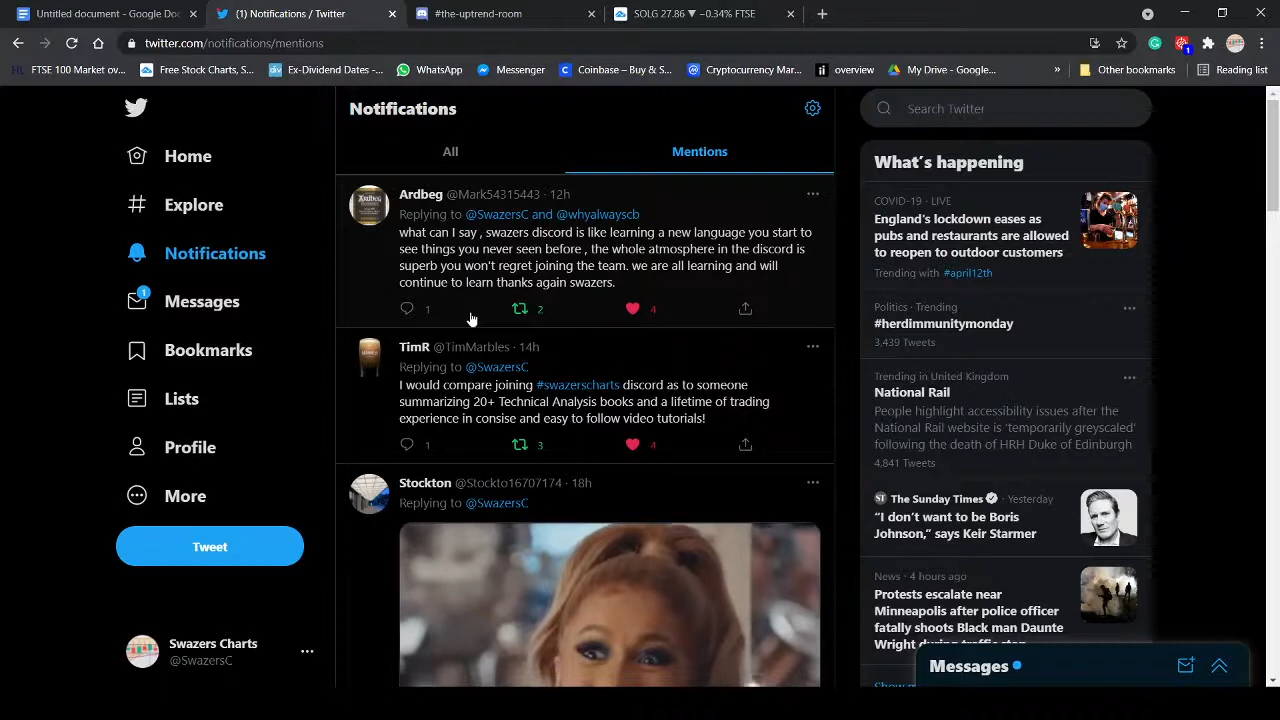 Untitled document - Google Doc
(1) Notifications / Twitter
#the-uptrend-room
SOLG 27.86 ▼ −0.34% FTSE
twitter.com/notifications/mentions
1
HL FTSE 100 Market ov...
Free Stock Charts, S...
Ex-Dividend Dates -...
WhatsApp
Messenger
Coinbase – Buy & S...
Cryptocurrency Mar...
overview
My Drive - Google...
»
Other bookmarks
Reading list
Home
Explore
Notifications
1
Messages
Bookmarks
Lists
Profile
More
Tweet
Swazers Charts
@SwazersC
Notifications
All
Mentions
Ardbeg @Mark54315443 · 12h
Replying to @SwazersC and @whyalwayscb
what can I say , swazers discord is like learning a new language you start to
see things you never seen before , the whole atmosphere in the discord is
superb you won't regret joining the team. we are all learning and will
continue to learn thanks again swazers.
1 2 4
TimR @TimMarbles · 14h
Replying to @SwazersC
I would compare joining #swazerscharts discord as to someone
summarizing 20+ Technical Analysis books and a lifetime of trading
experience in consise and easy to follow video tutorials!
1 3 4
Stockton @Stockto16707174 · 18h
Replying to @SwazersC
Search Twitter
What's happening
COVID-19 · LIVE
England's lockdown eases as
pubs and restaurants are allowed
to reopen to outdoor customers
Trending with #april12th
Politics · Trending
#herdimmunitymonday
3,439 Tweets
Trending in United Kingdom
National Rail
People highlight accessibility issues after the
National Rail website is 'temporarily greyscaled'
following the death of HRH Duke of Edinburgh
4,841 Tweets
The Sunday Times · Yesterday
“I don't want to be Boris
Johnson,” says Keir Starmer
News · 4 hours ago
Protests escalate near
Minneapolis after police officer
fatally shoots Black man Daunte
Wright during traffic stop
Show
Messages